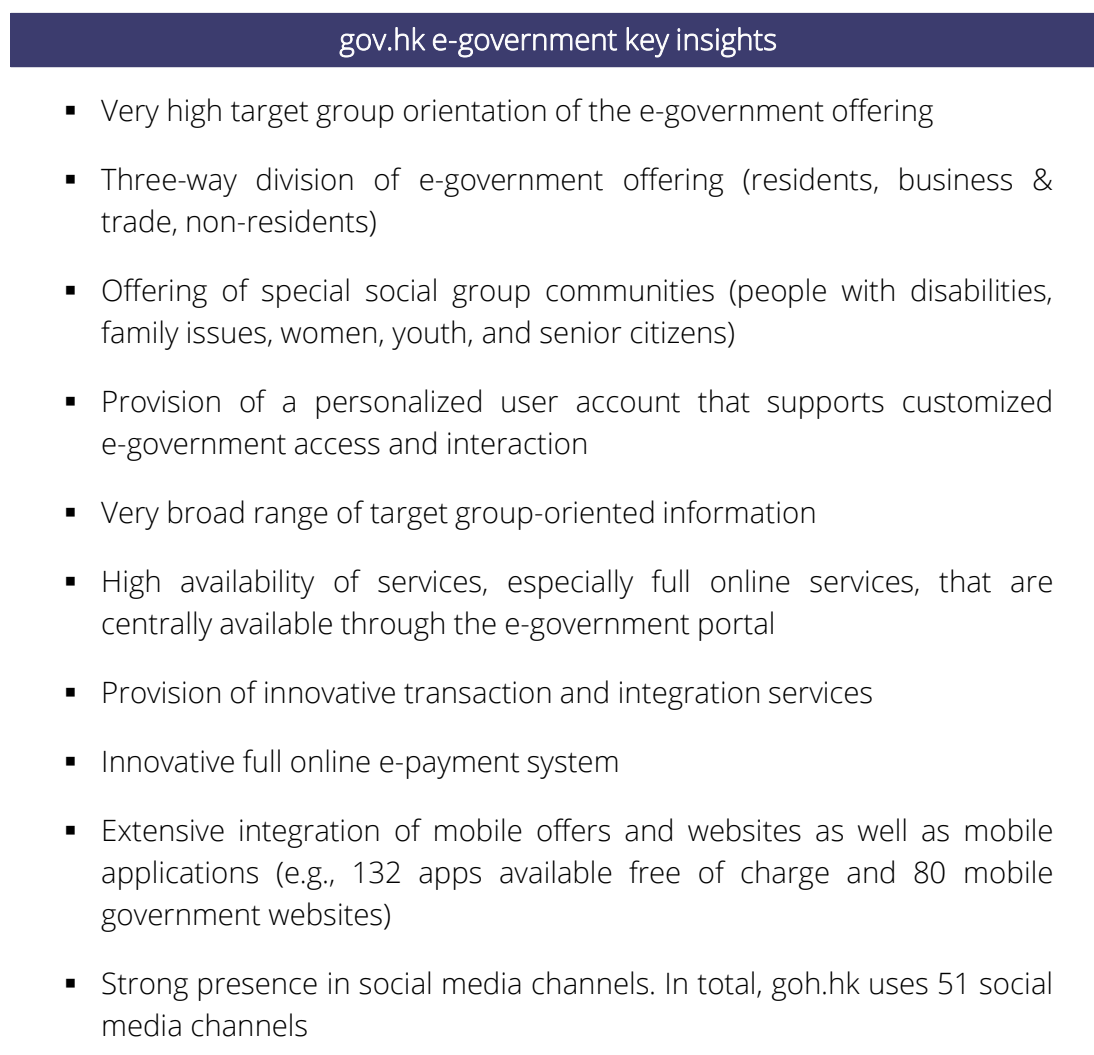 gov.hk e-government key insights
▪ Very high target group orientation of the e-government offering
▪ Three-way division of e-government offering (residents, business &
trade, non-residents)
▪ Offering of special social group communities (people with disabilities,
family issues, women, youth, and senior citizens)
▪ Provision of a personalized user account that supports customized
e-government access and interaction
▪ Very broad range of target group-oriented information
▪ High availability of services, especially full online services, that are
centrally available through the e-government portal
▪ Provision of innovative transaction and integration services
▪ Innovative full online e-payment system
▪ Extensive integration of mobile offers and websites as well as mobile
applications (e.g., 132 apps available free of charge and 80 mobile
government websites)
▪ Strong presence in social media channels. In total, goh.hk uses 51 social
media channels